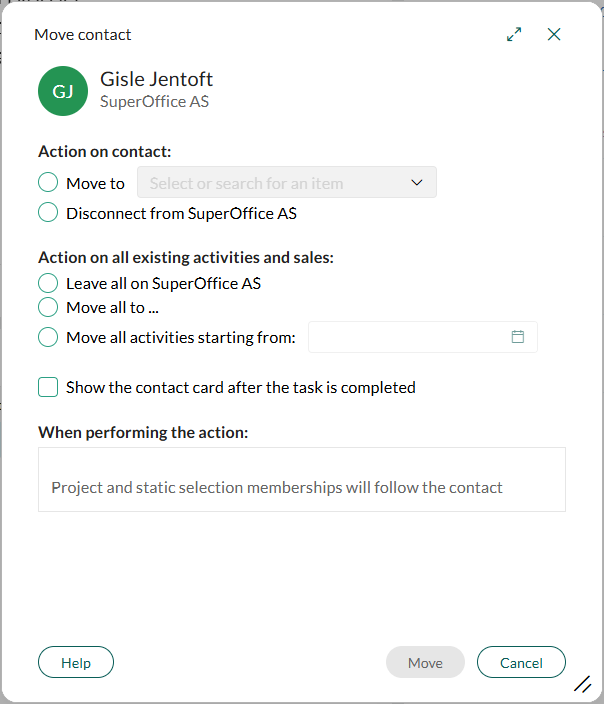 Move contact
GJ
Gisle Jentoft
SuperOffice AS
Action on contact:
Move to
Select or search for an item
Disconnect from SuperOffice AS
Action on all existing activities and sales:
Leave all on SuperOffice AS
Move all to ...
Move all activities starting from:
Show the contact card after the task is completed
When performing the action:
Project and static selection memberships will follow the contact
Help
Move
Cancel